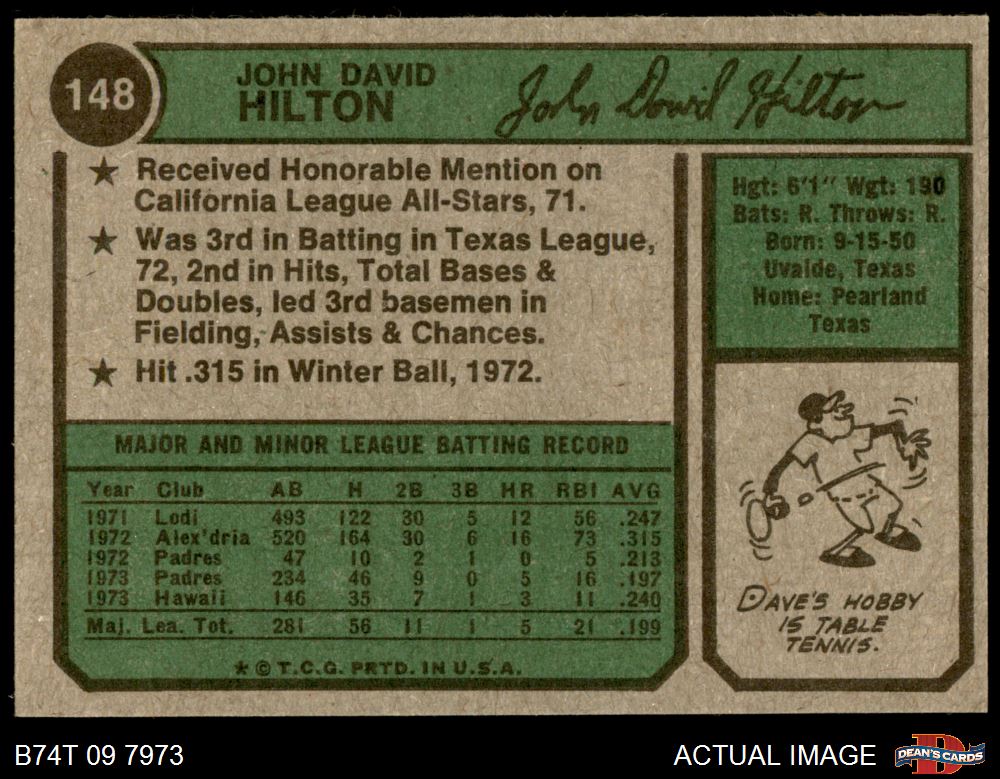 148
JOHN DAVID
HILTON
John David Hilton
★ Received Honorable Mention on
California League All-Stars, 71.
★ Was 3rd in Batting in Texas League,
72, 2nd in Hits, Total Bases &
Doubles, led 3rd basemen in
Fielding, Assists & Chances.
★ Hit .315 in Winter Ball, 1972.
Hgt: 6'1" Wgt: 190
Bats: R. Throws: R.
Born: 9-15-50
Uvalde, Texas
Home: Pearland
Texas
MAJOR AND MINOR LEAGUE BATTING RECORD
Year Club AB H 2B 3B HR RBI AVG
1971 Lodi 493 122 30 5 12 56 .247
1972 Alex'dria 520 164 30 6 16 73 .315
1972 Padres 47 10 2 1 0 5 .213
1973 Padres 234 46 9 0 5 16 .197
1973 Hawaii 146 35 7 1 3 11 .240
Maj. Lea. Tot. 281 56 11 1 5 21 .199
★ © T.C.G. PRTD. IN U.S.A.
DAVE'S HOBBY
IS TABLE
TENNIS.
B74T 09 7973
ACTUAL IMAGE
D
DEAN'S CARDS